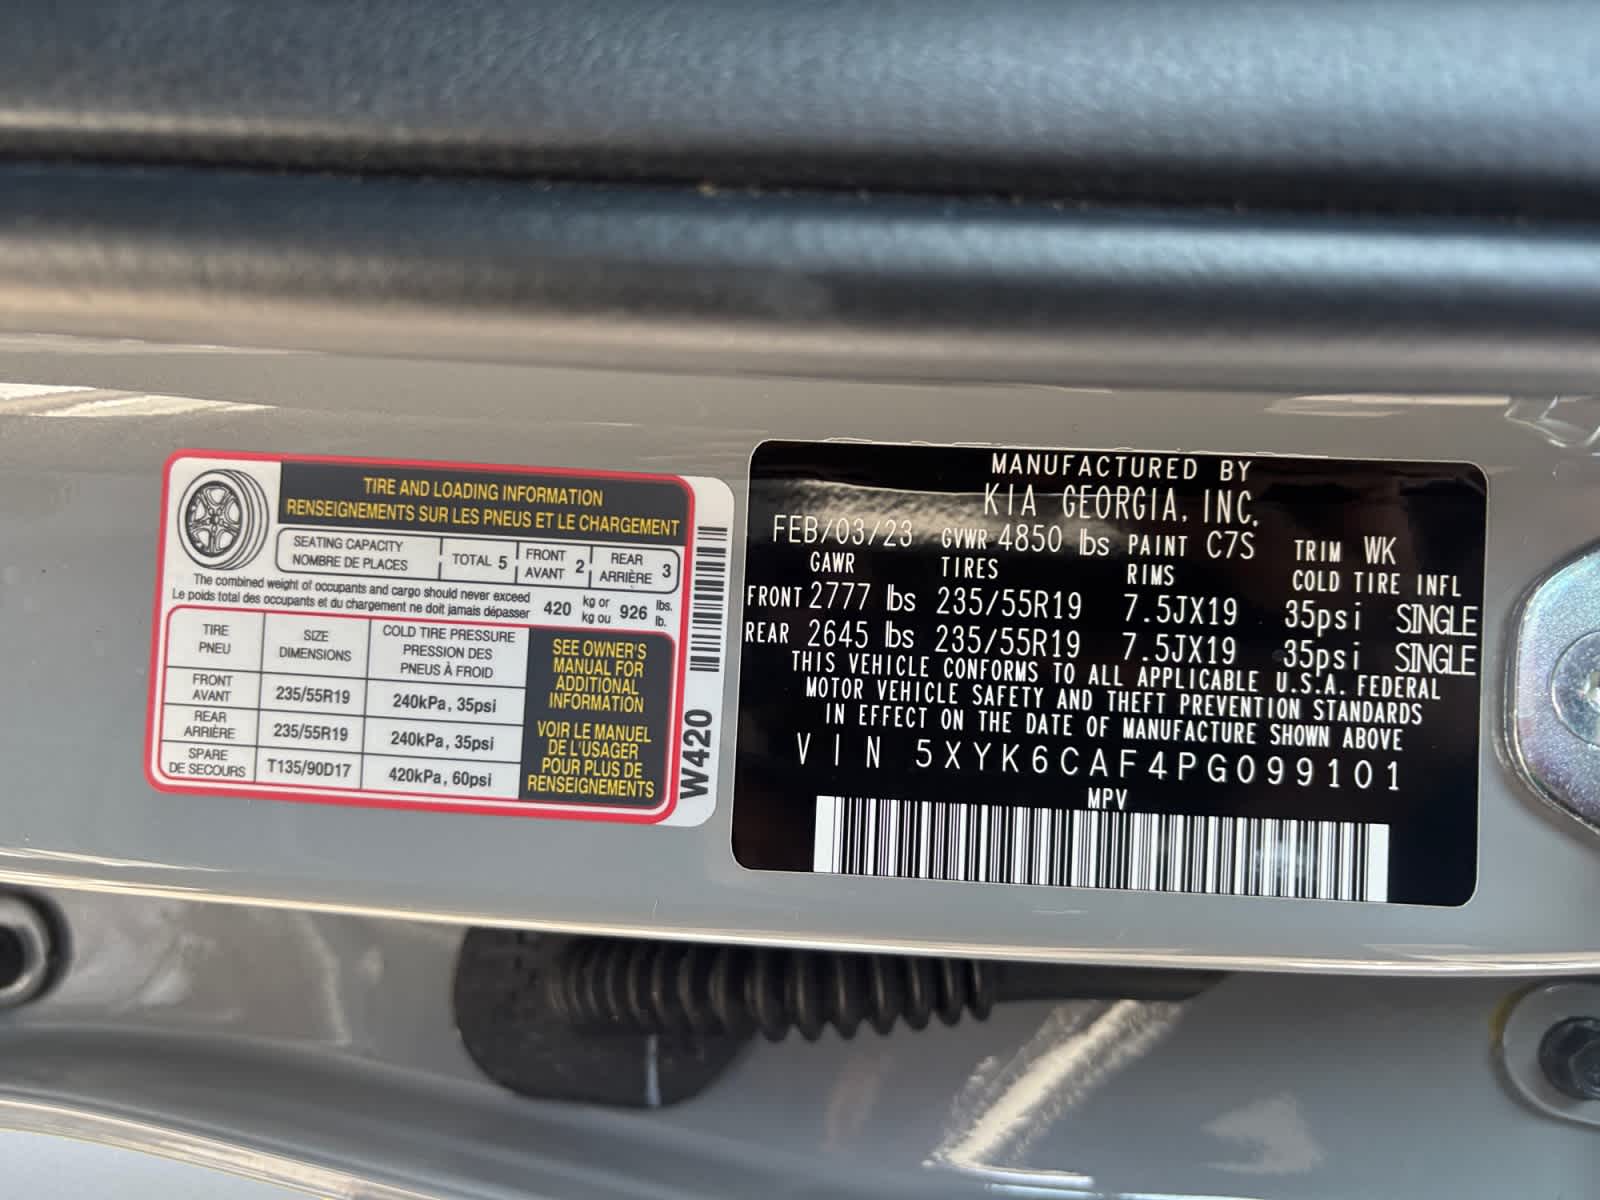 TIRE AND LOADING INFORMATION
RENSEIGNEMENTS SUR LES PNEUS ET LE CHARGEMENT
SEATING CAPACITY
NOMBRE DE PLACES
TOTAL 5
FRONT
AVANT
2
REAR
ARRIÈRE
3
The combined weight of occupants and cargo should never exceed
Le poids total des occupants et du chargement ne doit jamais dépasser
420
kg or
kg ou
926
lbs.
lb.
TIRE
PNEU
SIZE
DIMENSIONS
COLD TIRE PRESSURE
PRESSION DES
PNEUS À FROID
FRONT
AVANT
235/55R19
240kPa, 35psi
REAR
ARRIÈRE
235/55R19
240kPa, 35psi
SPARE
DE SECOURS
T135/90D17
420kPa, 60psi
SEE OWNER'S
MANUAL FOR
ADDITIONAL
INFORMATION
VOIR LE MANUEL
DE L'USAGER
POUR PLUS DE
RENSEIGNEMENTS
W420
MANUFACTURED BY
KIA GEORGIA, INC.
FEB/03/23 GVWR 4850 lbs PAINT C7S TRIM WK
GAWR TIRES RIMS COLD TIRE INFL
FRONT 2777 lbs 235/55R19 7.5JX19 35psi SINGLE
REAR 2645 lbs 235/55R19 7.5JX19 35psi SINGLE
THIS VEHICLE CONFORMS TO ALL APPLICABLE U.S.A. FEDERAL
MOTOR VEHICLE SAFETY AND THEFT PREVENTION STANDARDS
IN EFFECT ON THE DATE OF MANUFACTURE SHOWN ABOVE
VIN 5XYK6CAF4PG099101
MPV